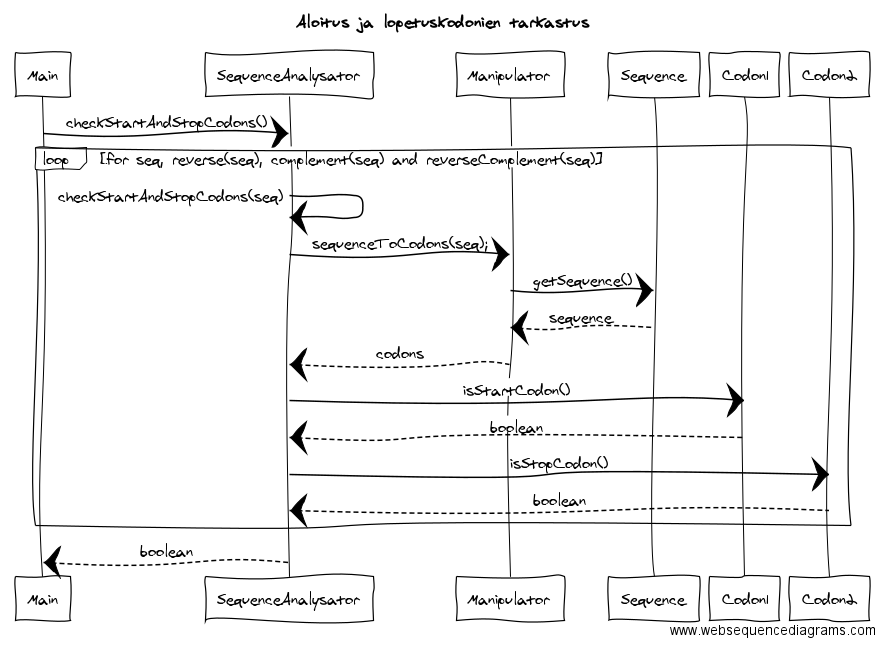 Aloitus ja lopetuskodonien tarkastus
Main SequenceAnalysator Manipulator Sequence Codon1 Codon2
checkStartAndStopCodons()
loop [for seq, reverse(seq), complement(seq) and reverseComplement(seq)]
checkStartAndStopCodons(seq)
sequenceToCodons(seq);
getSequence()
sequence
codons
isStartCodon()
boolean
isStopCodon()
boolean
boolean
Main SequenceAnalysator Manipulator Sequence Codon1 Codon2
www.websequencediagrams.com